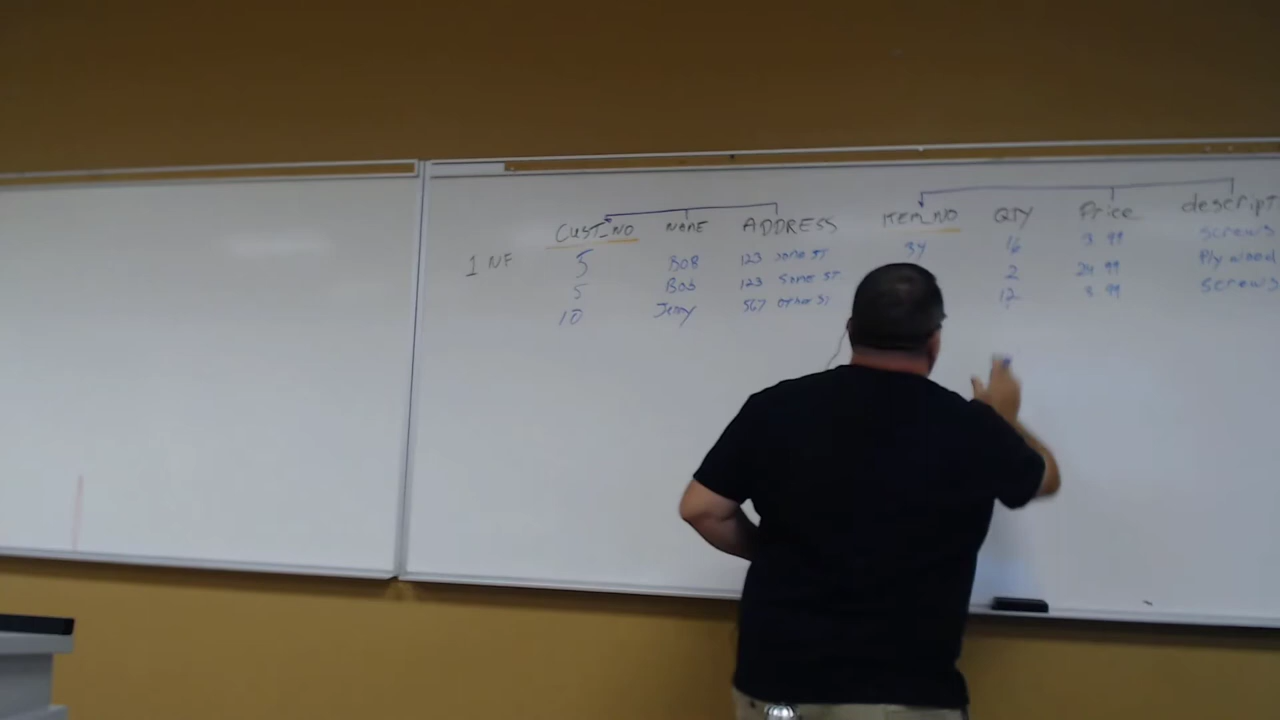 CUST_NO NAME ADDRESS ITEM_NO QTY Price descript
1 NF
5 BOB 123 some ST 34 16 9.99 screws
5 Bob 123 some ST 2 24.99 Plywood
10 Jenny 567 other ST 12 9.99 screws